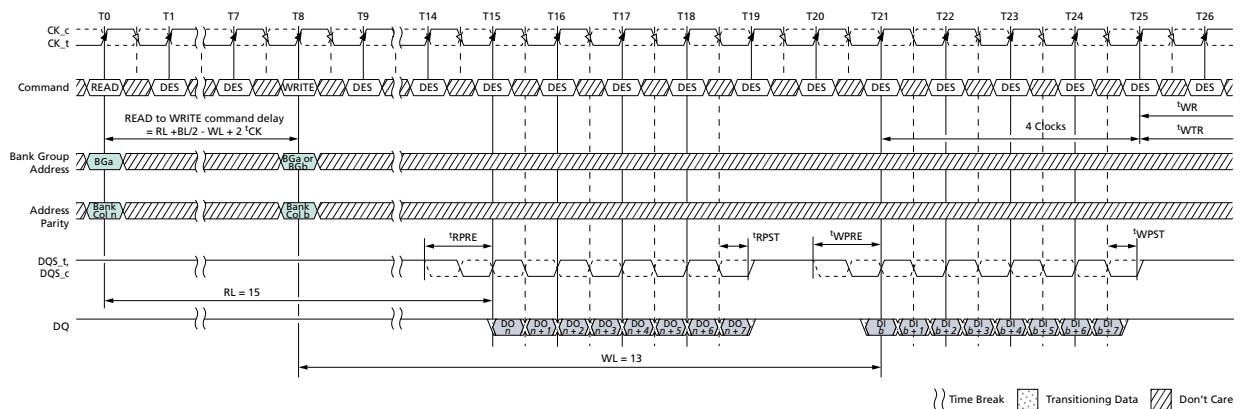 T0 T1 T7 T8 T9 T14 T15 T16 T17 T18 T19 T20 T21 T22 T23 T24 T25 T26
CK_c
CK_t
Command READ DES DES WRITE DES DES DES DES DES DES DES DES DES DES DES DES DES DES
tWR
READ to WRITE command delay
= RL +BL/2 - WL + 2 tCK
4 Clocks
tWTR
Bank Group
Address
BGa
BGa or
BGb
Address
Parity
Bank
Col n
Bank
Col b
tRPRE tRPST tWPRE tWPST
DQS_t,
DQS_c
RL = 15
DQ
DO
n
DO
n + 1
DO
n + 2
DO
n + 3
DO
n + 4
DO
n + 5
DO
n + 6
DO
n + 7
DI
b
DI
b + 1
DI
b + 2
DI
b + 3
DI
b + 4
DI
b + 5
DI
b + 6
DI
b + 7
WL = 13
Time Break Transitioning Data Don't Care